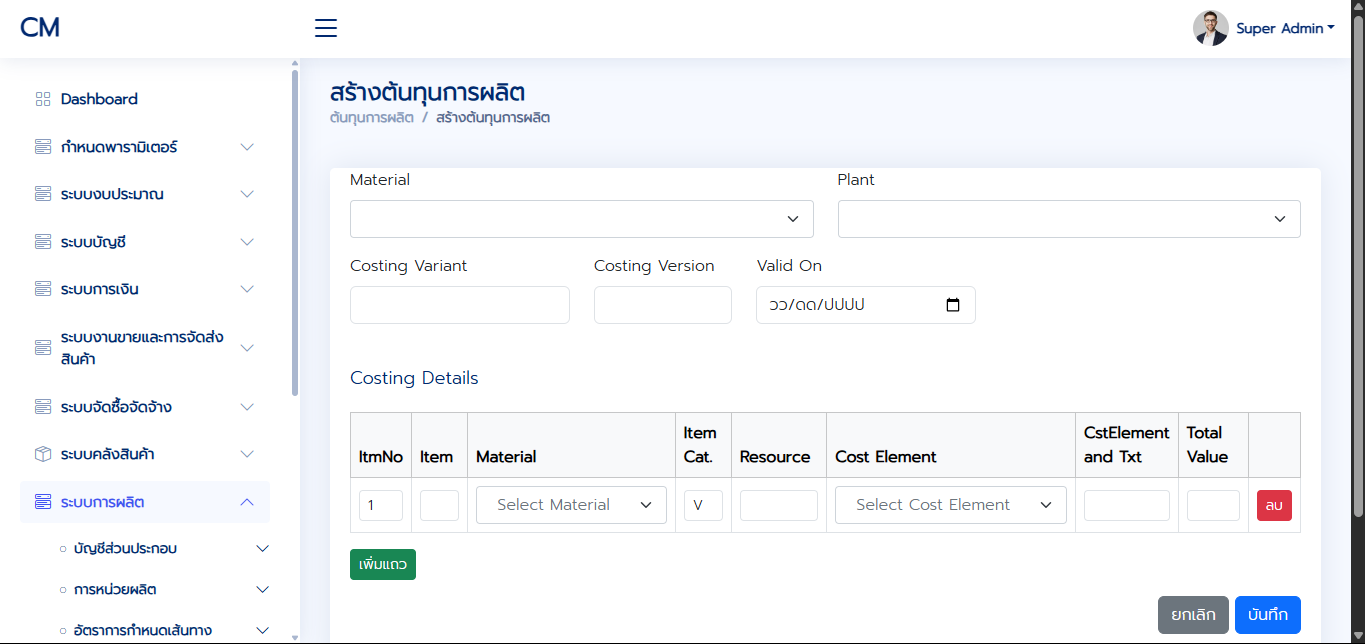 CM
Super Admin
Dashboard
กำหนดพารามิเตอร์
ระบบงบประมาณ
ระบบบัญชี
ระบบการเงิน
ระบบงานขายและการจัดส่ง
สินค้า
ระบบจัดซื้อจัดจ้าง
ระบบคลังสินค้า
ระบบการผลิต
บัญชีส่วนประกอบ
การหน่วยผลิต
อัตราการกำหนดเส้นทาง
สร้างต้นทุนการผลิต
ต้นทุนการผลิต / สร้างต้นทุนการผลิต
Material Plant
Costing Variant Costing Version Valid On
วว/ดด/ปปปป
Costing Details
ItmNo Item Material Item Cat. Resource Cost Element CstElement and Txt Total Value
1 Select Material V Select Cost Element ลบ
เพิ่มแถว
ยกเลิก บันทึก